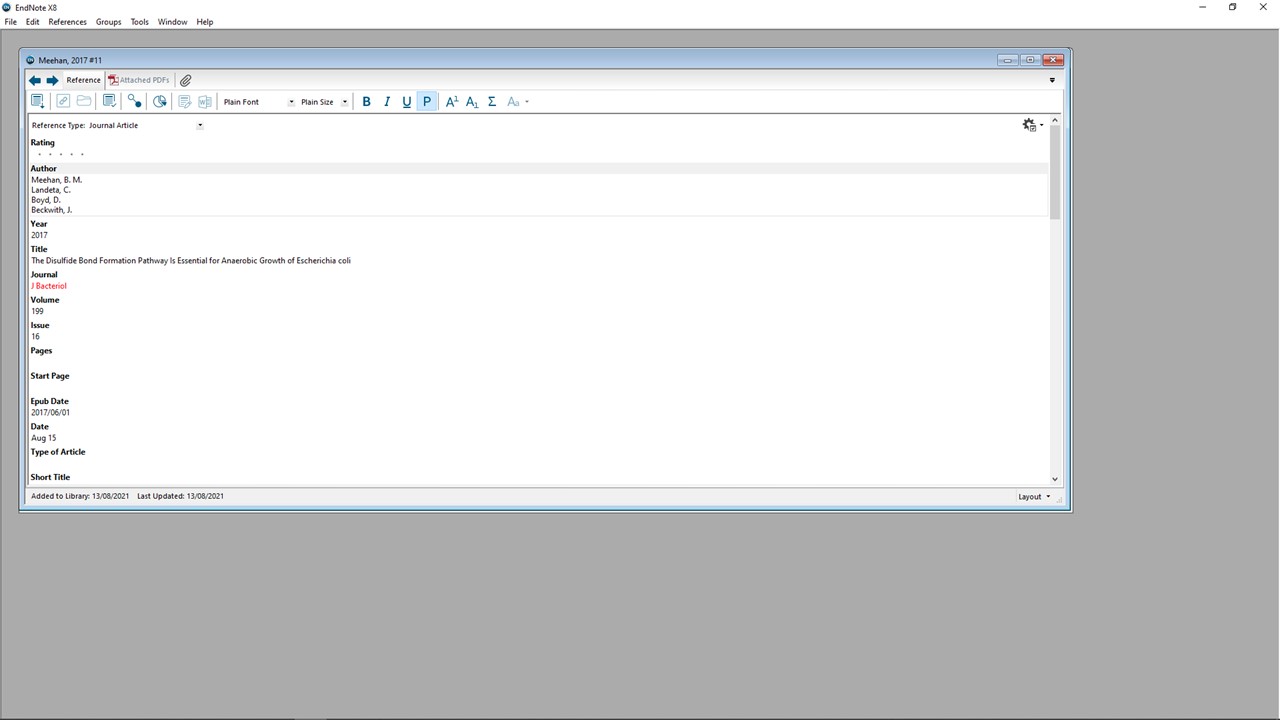 EndNote X8
File Edit References Groups Tools Window Help
Meehan, 2017 #11
Reference Attached PDFs
Plain Font Plain Size B I U P A¹ A₁ Σ Aa
Reference Type: Journal Article
Rating
Author
Meehan, B. M.
Landeta, C.
Boyd, D.
Beckwith, J.
Year
2017
Title
The Disulfide Bond Formation Pathway Is Essential for Anaerobic Growth of Escherichia coli
Journal
J Bacteriol
Volume
199
Issue
16
Pages
Start Page
Epub Date
2017/06/01
Date
Aug 15
Type of Article
Short Title
Added to Library: 13/08/2021 Last Updated: 13/08/2021 Layout